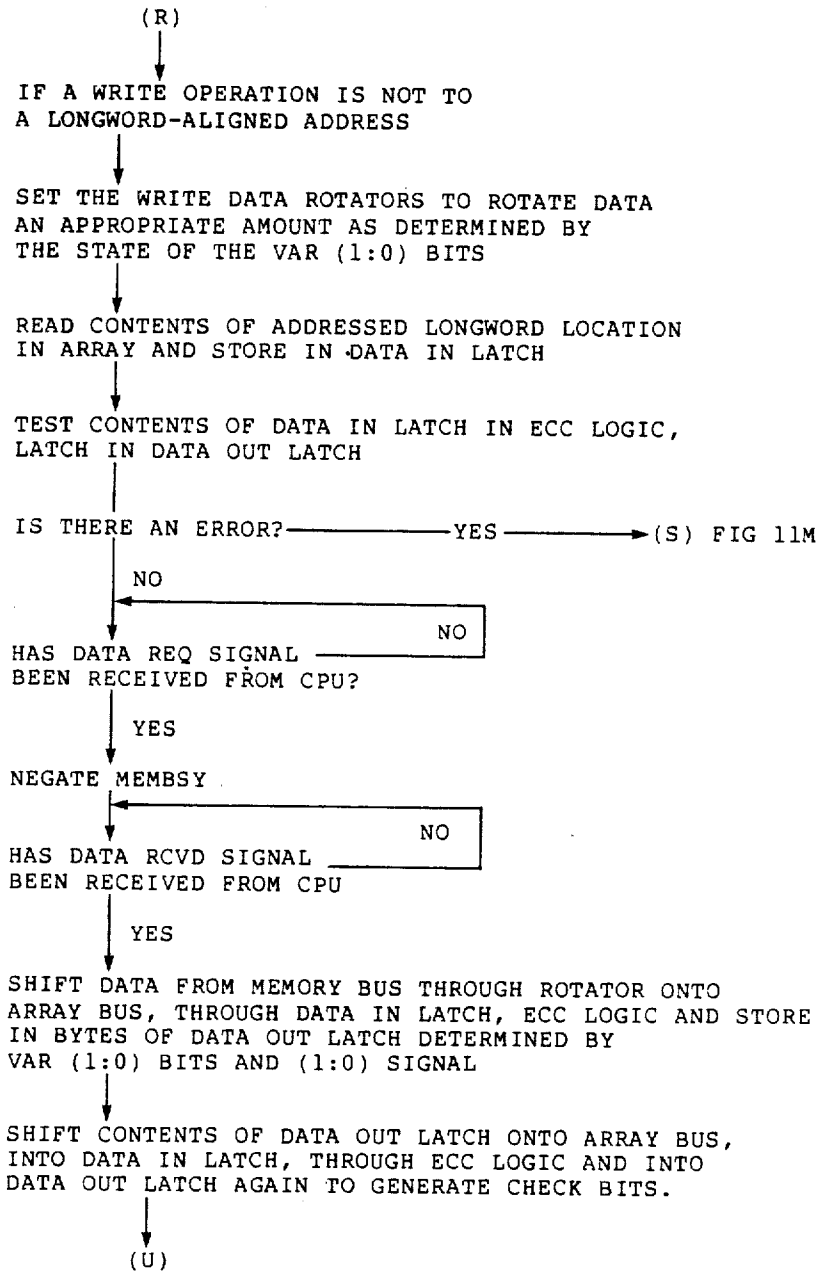 (R)
IF A WRITE OPERATION IS NOT TO
A LONGWORD-ALIGNED ADDRESS
SET THE WRITE DATA ROTATORS TO ROTATE DATA
AN APPROPRIATE AMOUNT AS DETERMINED BY
THE STATE OF THE VAR (1:0) BITS
READ CONTENTS OF ADDRESSED LONGWORD LOCATION
IN ARRAY AND STORE IN DATA IN LATCH
TEST CONTENTS OF DATA IN LATCH IN ECC LOGIC,
LATCH IN DATA OUT LATCH
IS THERE AN ERROR? YES (S) FIG 11M
NO
NO
HAS DATA REQ SIGNAL
BEEN RECEIVED FROM CPU?
YES
NEGATE MEMBSY
NO
HAS DATA RCVD SIGNAL
BEEN RECEIVED FROM CPU
YES
SHIFT DATA FROM MEMORY BUS THROUGH ROTATOR ONTO
ARRAY BUS, THROUGH DATA IN LATCH, ECC LOGIC AND STORE
IN BYTES OF DATA OUT LATCH DETERMINED BY
VAR (1:0) BITS AND (1:0) SIGNAL
SHIFT CONTENTS OF DATA OUT LATCH ONTO ARRAY BUS,
INTO DATA IN LATCH, THROUGH ECC LOGIC AND INTO
DATA OUT LATCH AGAIN TO GENERATE CHECK BITS.
(U)